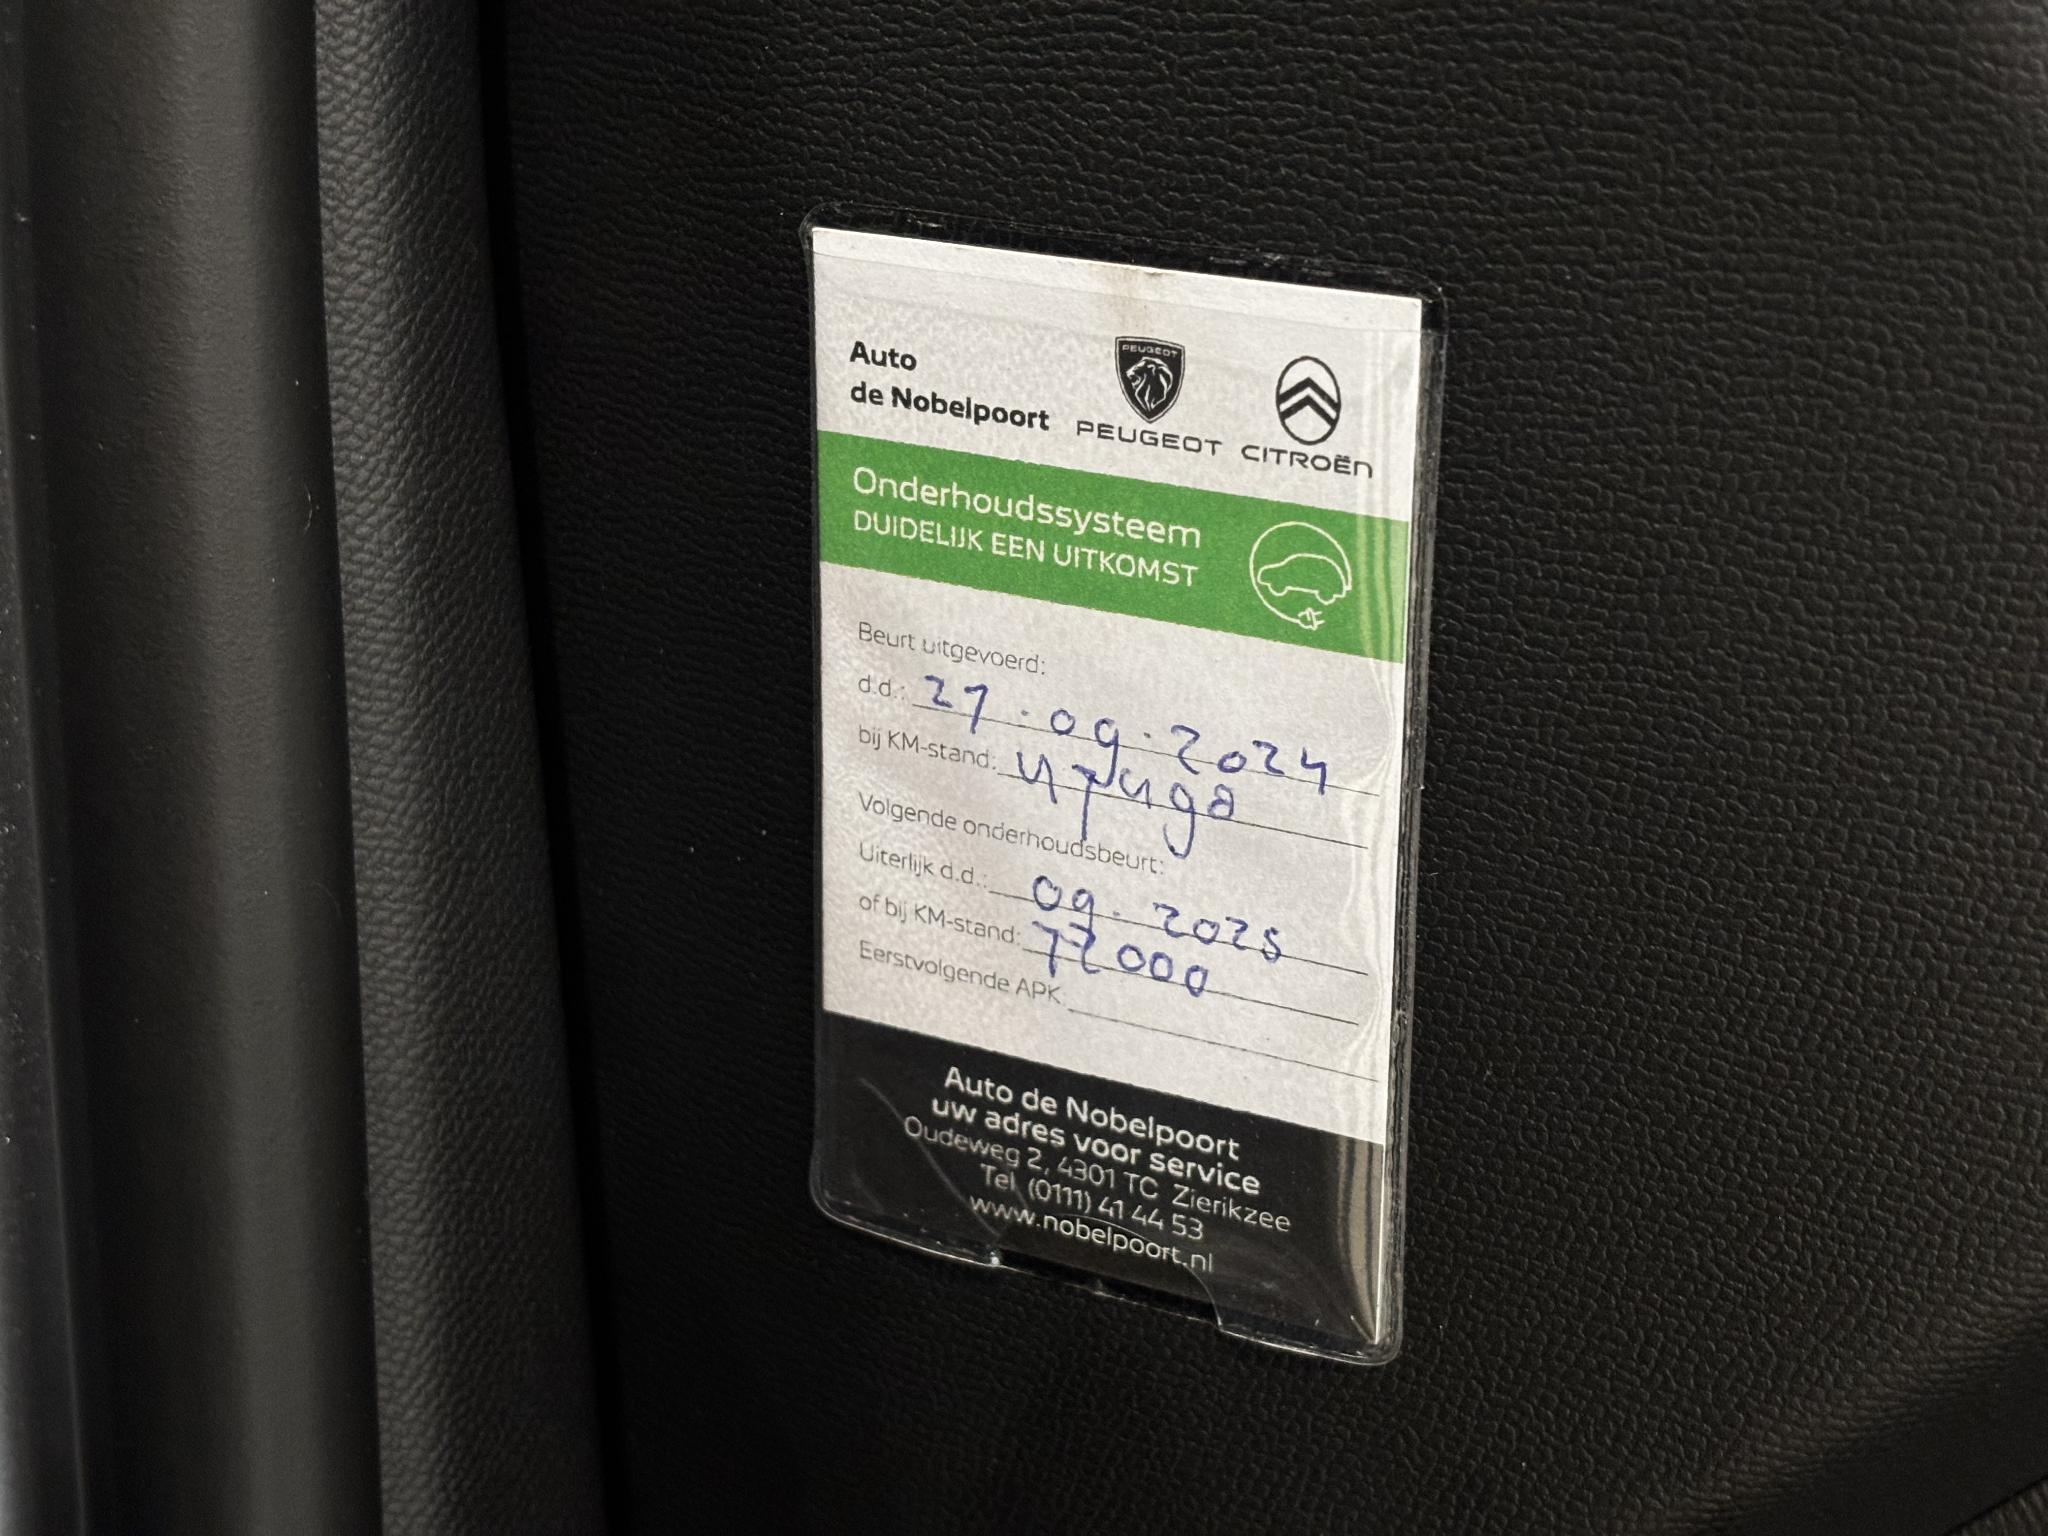 Auto
de Nobelpoort
PEUGEOT
PEUGEOT
CITROËN
Onderhoudssysteem
DUIDELIJK EEN UITKOMST
Beurt uitgevoerd:
d.d.: 27.09.2024
bij KM-stand: 47498
Volgende onderhoudsbeurt:
Uiterlijk d.d.: 09.2025
of bij KM-stand: 72000
Eerstvolgende APK:
Auto de Nobelpoort
uw adres voor service
Oudeweg 2, 4301 TC Zierikzee
Tel. (0111) 41 44 53
www.nobelpoort.nl